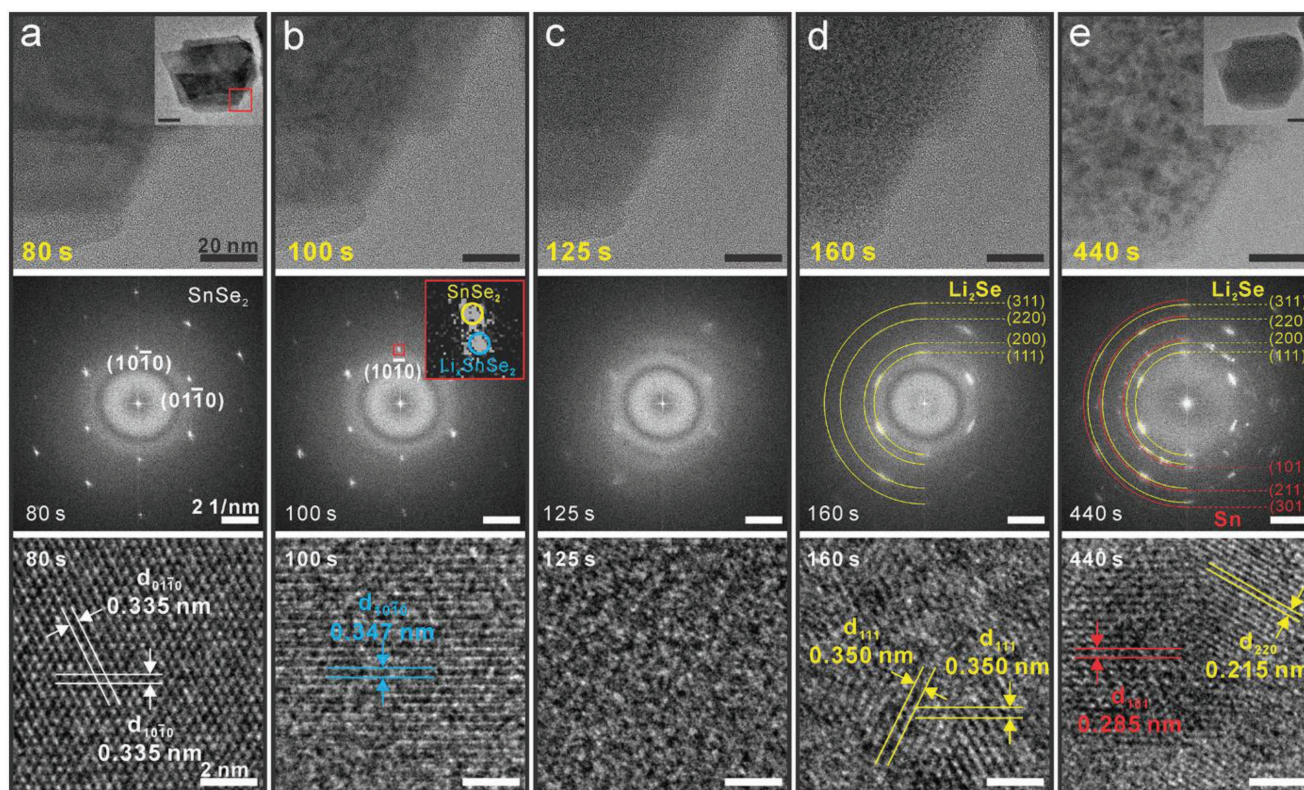 a
80 s
20 nm
b
100 s
c
125 s
d
160 s
e
440 s
SnSe₂
(101̄0)
(011̄0)
80 s
2 1/nm
SnSe₂
LiₓSnSe₂
(101̄0)
100 s
125 s
Li₂Se
(311)
(220)
(200)
(111)
160 s
Li₂Se
(311)
(220)
(200)
(111)
(101)
(211)
(301)
Sn
440 s
80 s
d₀₁₁̄₀
0.335 nm
d₁₀₁̄₀
0.335 nm
2 nm
100 s
d₁₀₁̄₀
0.347 nm
125 s
160 s
d₁₁₁
0.350 nm
d₁₁₁
0.350 nm
440 s
d₂₂₀
0.215 nm
d₁₀₁
0.285 nm